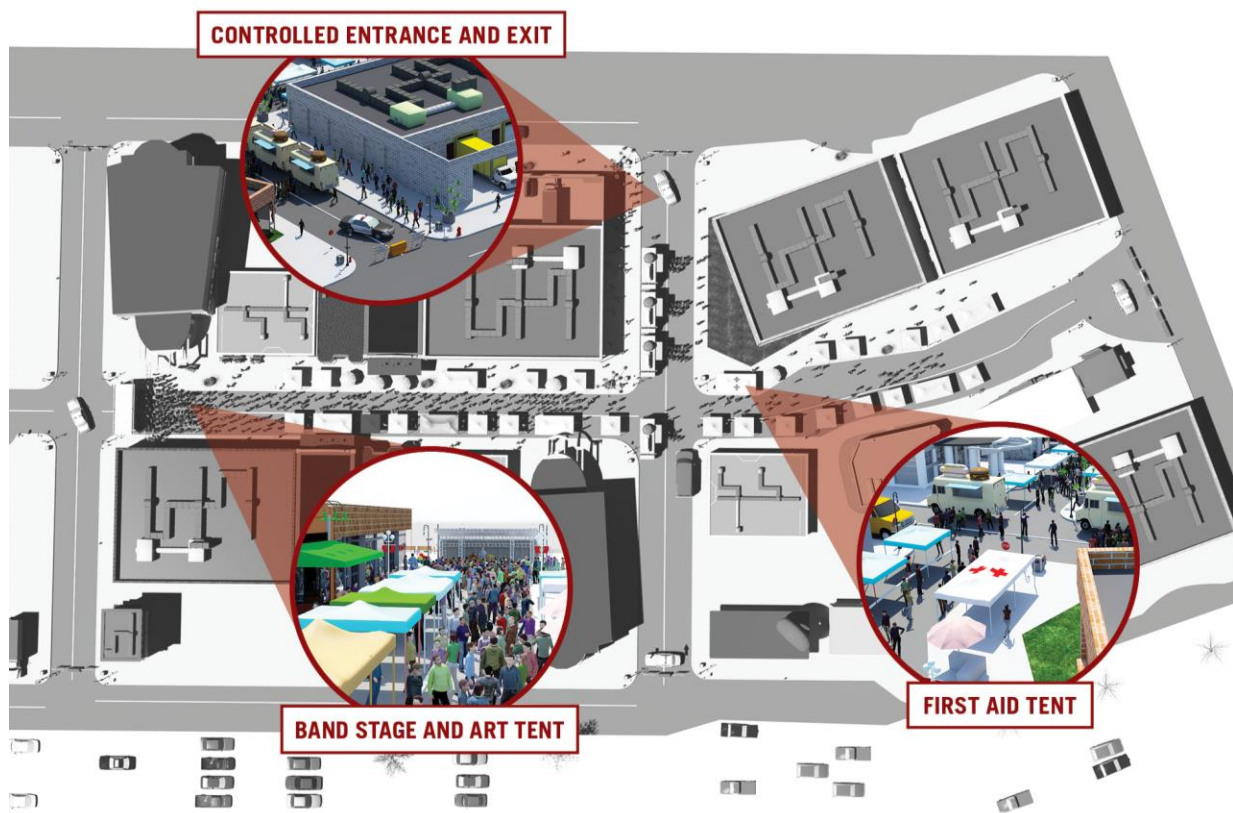 CONTROLLED ENTRANCE AND EXIT
BAND STAGE AND ART TENT
FIRST AID TENT